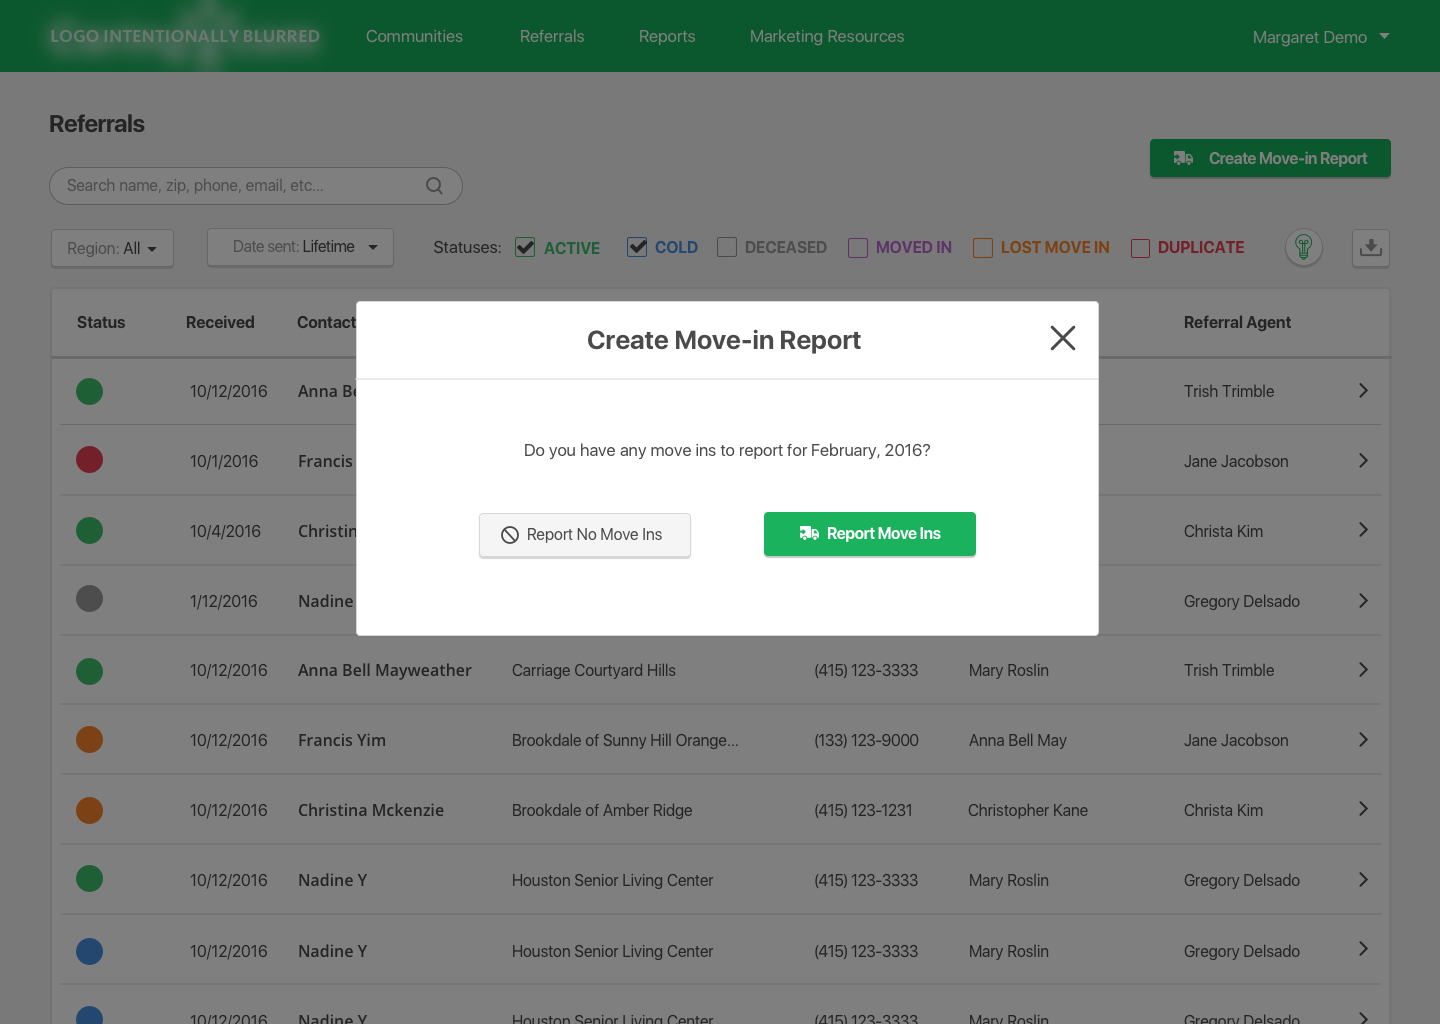 LOGO INTENTIONALLY BLURRED Communities Referrals Reports Marketing Resources Margaret Demo
Referrals
Create Move-in Report
Search name, zip, phone, email, etc...
Region: All Date sent: Lifetime Statuses: ACTIVE COLD DECEASED MOVED IN LOST MOVE IN DUPLICATE
Status Received Contact Referral Agent
Create Move-in Report
Do you have any move ins to report for February, 2016?
Report No Move Ins Report Move Ins
10/12/2016 Anna Trish Trimble
10/1/2016 Francis Jane Jacobson
10/4/2016 Christa Kim
1/12/2016 Nadine Gregory Delsado
10/12/2016 Anna Bell Mayweather Carriage Courtyard Hills (415) 123-3333 Mary Roslin Trish Trimble
10/12/2016 Francis Yim Brookdale of Sunny Hill Orange... (133) 123-9000 Anna Bell May Jane Jacobson
10/12/2016 Christina Mckenzie Brookdale of Amber Ridge (415) 123-1231 Christopher Kane Christa Kim
10/12/2016 Nadine Y Houston Senior Living Center (415) 123-3333 Mary Roslin Gregory Delsado
10/12/2016 Nadine Y Houston Senior Living Center (415) 123-3333 Mary Roslin Gregory Delsado
10/12/2016 Nadine Y Houston Senior Living Center (415) 123-3333 Mary Roslin Gregory Delsado